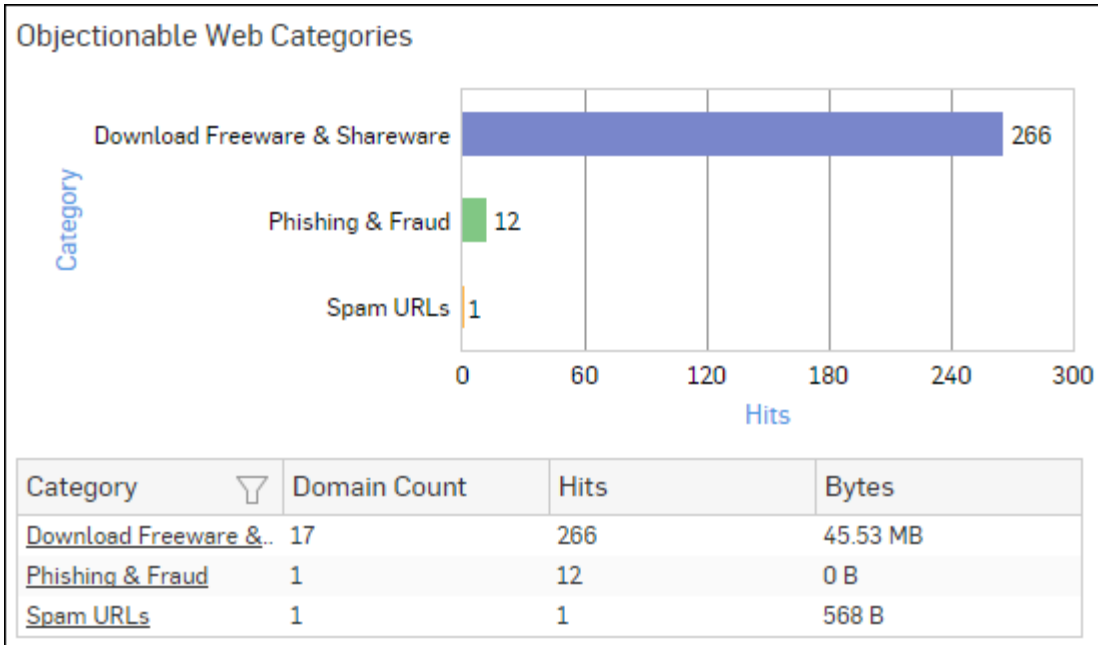 Objectionable Web Categories
Download Freeware & Shareware 266
Category
Phishing & Fraud 12
Spam URLs 1
0 60 120 180 240 300
Hits
Category Domain Count Hits Bytes
Download Freeware &.. 17 266 45.53 MB
Phishing & Fraud 1 12 0 B
Spam URLs 1 1 568 B